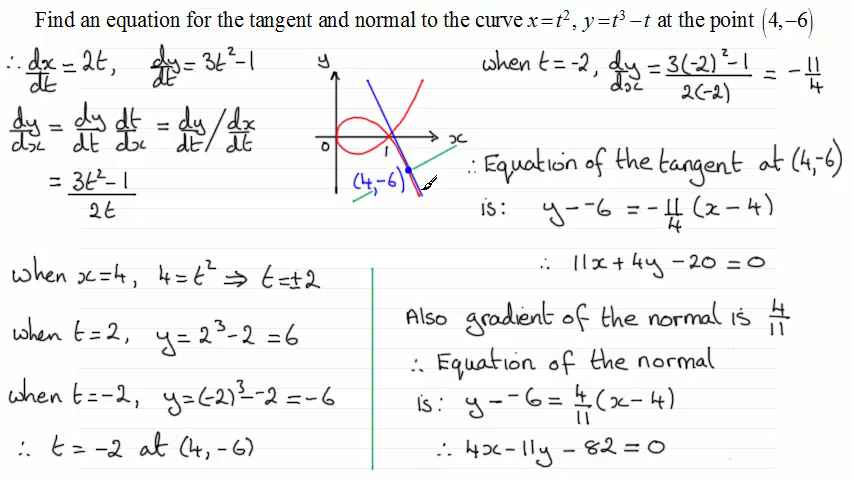 Find an equation for the tangent and normal to the curve x = t², y = t³ − t at the point (4, −6)
∴ dx/dt = 2t, dy/dt = 3t² − 1
dy/dx = dy/dt dt/dx = dy/dt / dx/dt
= (3t² − 1)/2t
y
x
0
1
(4, −6)
when x = 4, 4 = t² ⇒ t = ±2
when t = 2, y = 2³ − 2 = 6
when t = −2, y = (−2)³ − −2 = −6
∴ t = −2 at (4, −6)
when t = −2, dy/dx = (3(−2)² − 1)/(2(−2)) = −11/4
∴ Equation of the tangent at (4, −6)
is: y − −6 = −11/4 (x − 4)
∴ 11x + 4y − 20 = 0
Also gradient of the normal is 4/11
∴ Equation of the normal
is: y − −6 = 4/11 (x − 4)
∴ 4x − 11y − 82 = 0